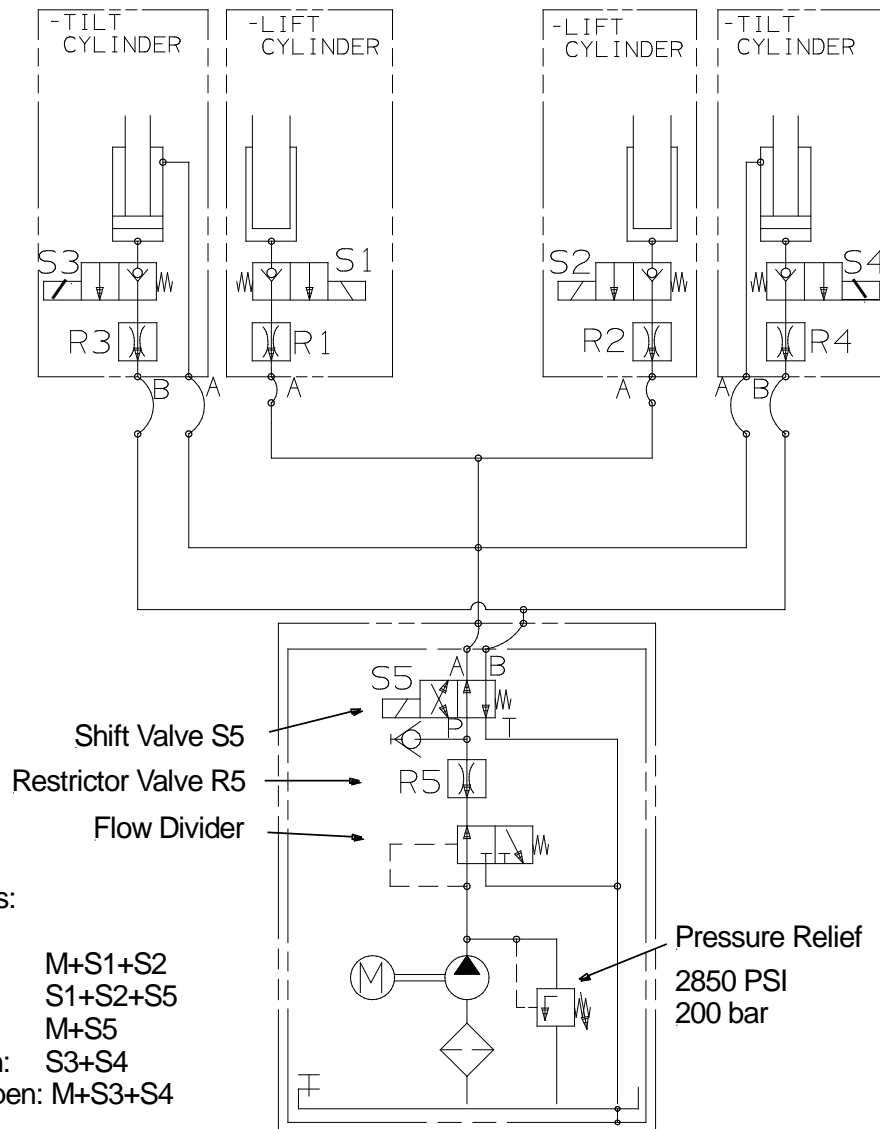 -TILT
CYLINDER
-LIFT
CYLINDER
-LIFT
CYLINDER
-TILT
CYLINDER
S3
S1
S2
S4
R3
R1
R2
R4
B
A
A
A
A
B
A
B
S5
P
T
Shift Valve S5
Restrictor Valve R5
R5
Flow Divider
s:
M+S1+S2
S1+S2+S5
M+S5
n: S3+S4
pen: M+S3+S4
M
Pressure Relief
2850 PSI
200 bar